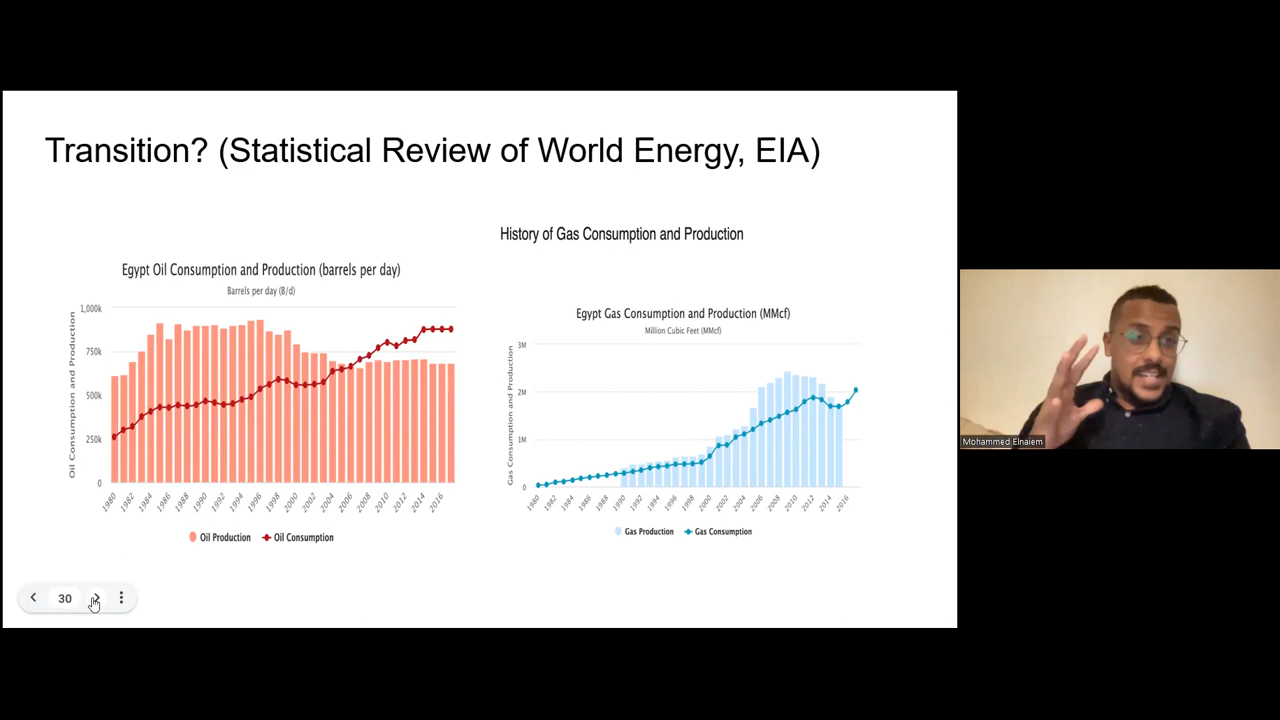 Transition? (Statistical Review of World Energy, EIA)
History of Gas Consumption and Production
Egypt Oil Consumption and Production (barrels per day)
Barrels per day (B/d)
Oil Consumption and Production
1,000k
750k
500k
250k
0
1980 1982 1984 1986 1988 1990 1992 1994 1996 1998 2000 2002 2004 2006 2008 2010 2012 2014 2016
Oil Production Oil Consumption
Egypt Gas Consumption and Production (MMcf)
Million Cubic Feet (MMcf)
Gas Consumption and Production
3M
2M
1M
0
1980 1982 1984 1986 1988 1990 1992 1994 1996 1998 2000 2002 2004 2006 2008 2010 2012 2014 2016
Gas Production Gas Consumption
30
Mohammed Elnaiem